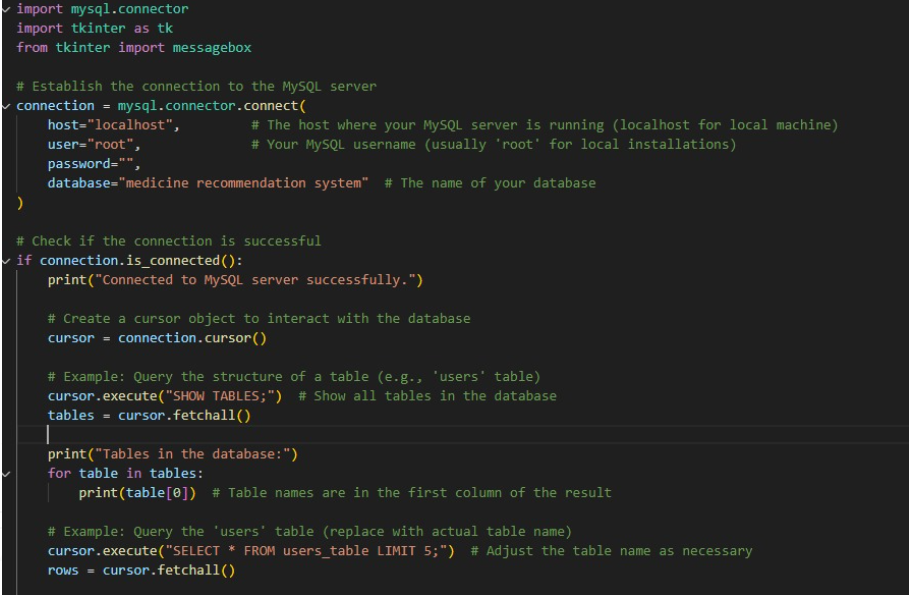 import mysql.connector
import tkinter as tk
from tkinter import messagebox
# Establish the connection to the MySQL server
connection = mysql.connector.connect(
    host="localhost",         # The host where your MySQL server is running (localhost for local machine)
    user="root",              # Your MySQL username (usually 'root' for local installations)
    password="",
    database="medicine recommendation system"  # The name of your database
)
# Check if the connection is successful
if connection.is_connected():
    print("Connected to MySQL server successfully.")
    # Create a cursor object to interact with the database
    cursor = connection.cursor()
    # Example: Query the structure of a table (e.g., 'users' table)
    cursor.execute("SHOW TABLES;")  # Show all tables in the database
    tables = cursor.fetchall()
    print("Tables in the database:")
    for table in tables:
        print(table[0])  # Table names are in the first column of the result
    # Example: Query the 'users' table (replace with actual table name)
    cursor.execute("SELECT * FROM users_table LIMIT 5;")  # Adjust the table name as necessary
    rows = cursor.fetchall()